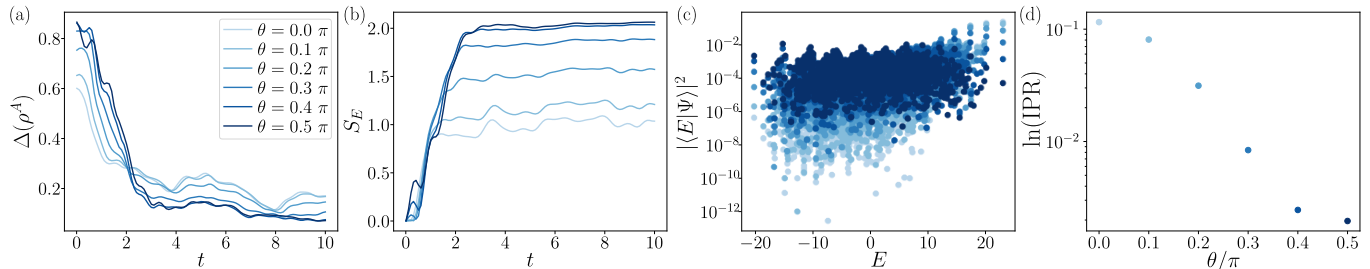 (a)
Δ(ρ^A)
0.8
0.6
0.4
0.2
0 2 4 6 8 10
t
θ = 0.0 π
θ = 0.1 π
θ = 0.2 π
θ = 0.3 π
θ = 0.4 π
θ = 0.5 π
(b)
S_E
2.0
1.5
1.0
0.5
0.0
0 2 4 6 8 10
t
(c)
|⟨E|Ψ⟩|^2
10^-2
10^-4
10^-6
10^-8
10^-10
10^-12
−20 −10 0 10 20
E
(d)
ln(IPR)
10^-1
10^-2
0.0 0.1 0.2 0.3 0.4 0.5
θ/π